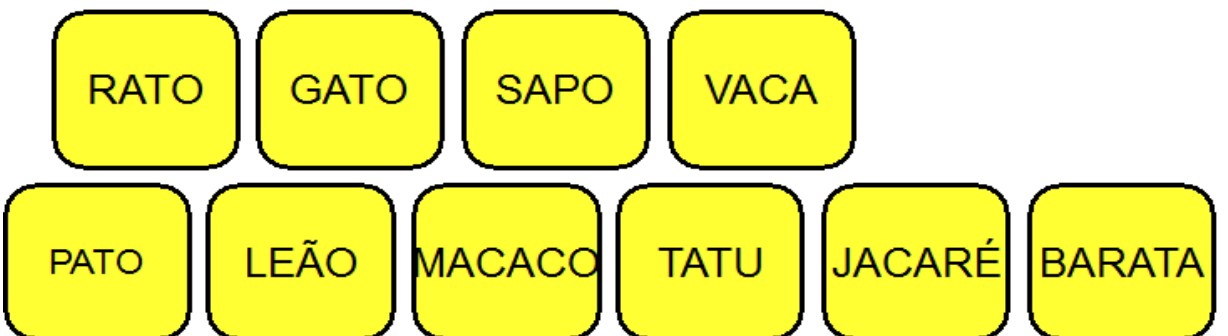 RATO GATO SAPO VACA
PATO LEÃO MACACO TATU JACARÉ BARATA